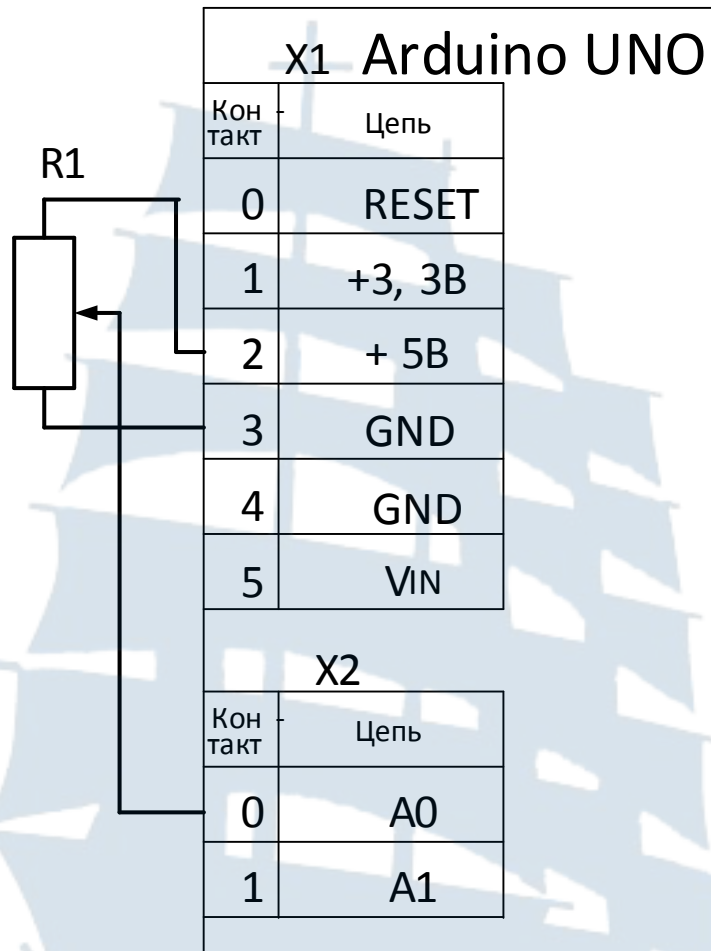 X1 Arduino UNO
Кон -
такт
Цепь
R1
0 RESET
1 +3, 3В
2 + 5В
3 GND
4 GND
5 VIN
X2
Кон -
такт
Цепь
0 A0
1 A1